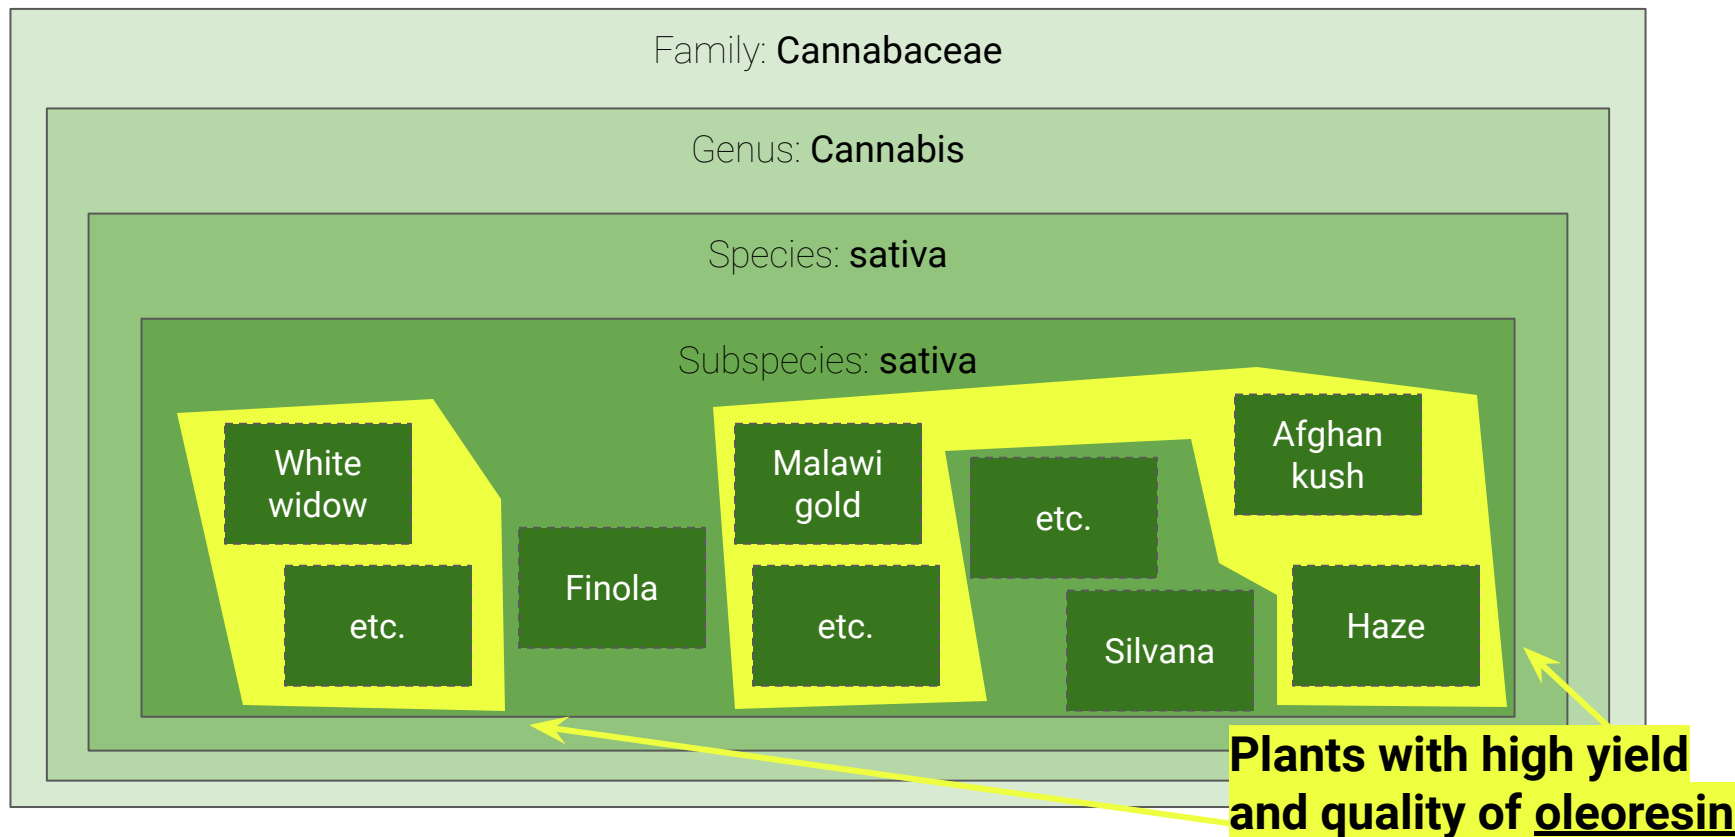 Family: Cannabaceae
Genus: Cannabis
Species: sativa
Subspecies: sativa
White
widow
etc.
Finola
Malawi
gold
etc.
etc.
Silvana
Afghan
kush
Haze
Plants with high yield
and quality of oleoresin